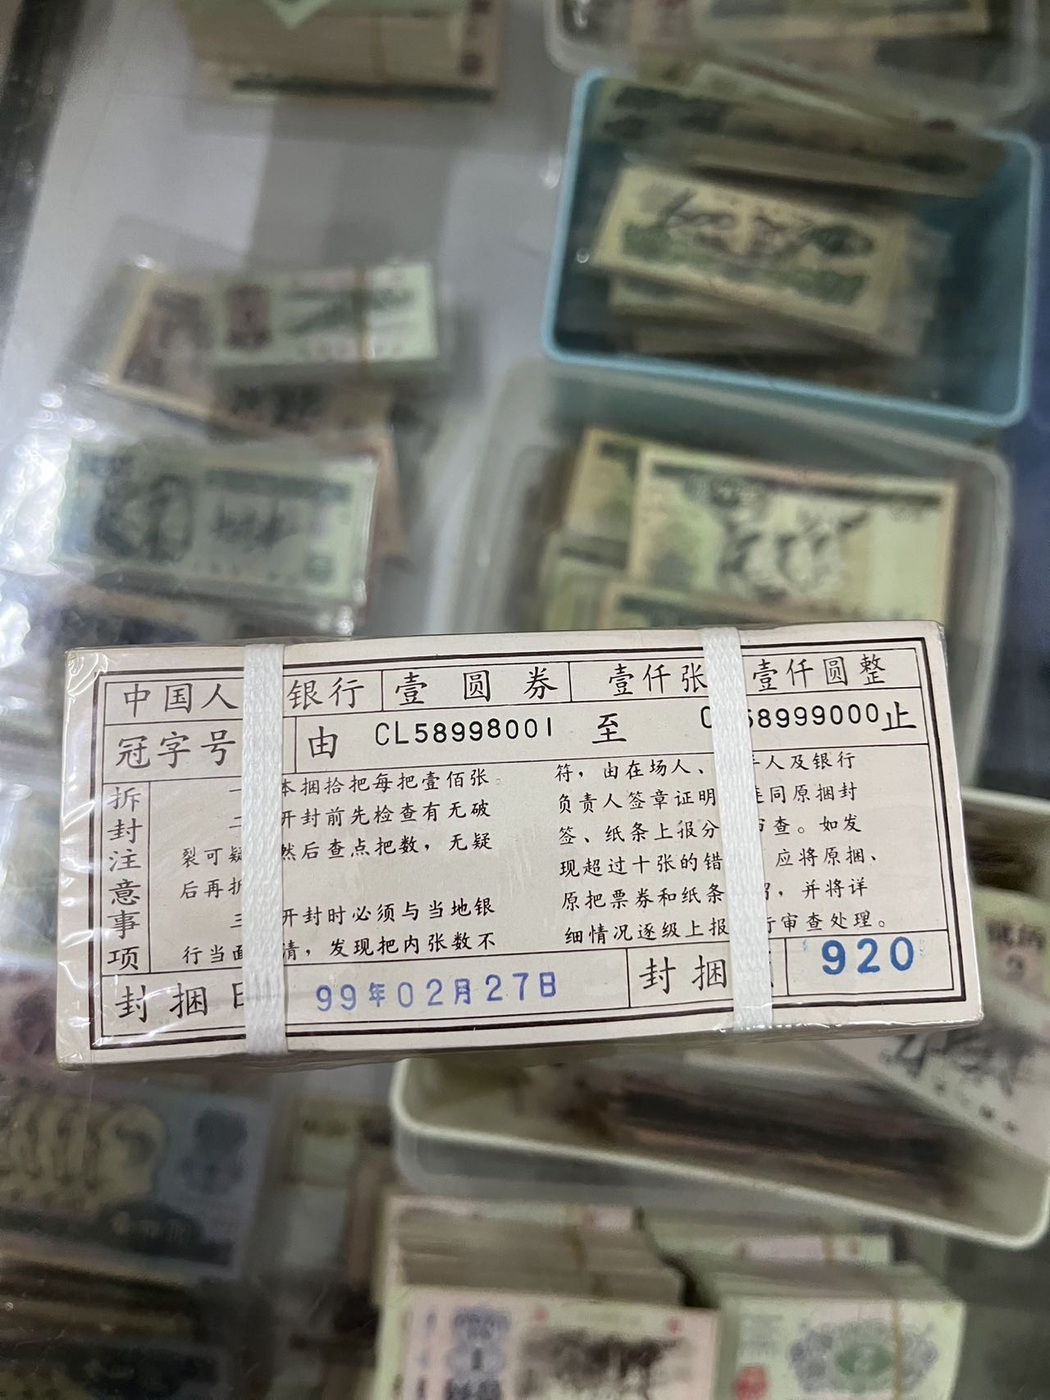 中国人 银行 壹圆券 壹仟张 壹仟圆整
冠字号 由 CL58998001 至 C 58999000止
拆封注意事项
本捆拾把每把壹佰张
开封前先检查有无破
裂可疑 然后查点把数，无疑
后再拆
三 开封时必须与当地银
行当面 清，发现把内张数不
符，由在场人、 人及银行
负责人签章证明 连同原捆封
签、纸条上报分 审查。如发
现超过十张的错 应将原捆、
原把票券和纸条 ，并将详
细情况逐级上报 行审查处理。
封捆日 99年02月27日 封捆 920